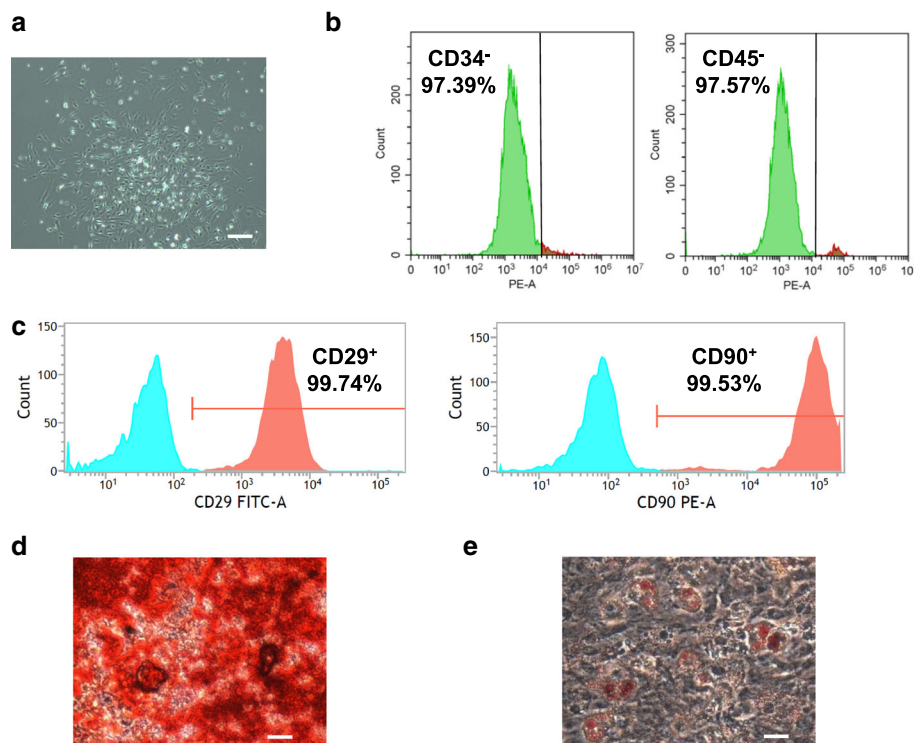 a
b
CD34-
97.39%
Count
200
100
0
0 10¹ 10² 10³ 10⁴ 10⁵ 10⁶ 10⁷
PE-A
CD45-
97.57%
Count
300
200
100
0
0 10¹ 10² 10³ 10⁴ 10⁵ 10⁶ 10
PE-A
c
CD29+
99.74%
Count
150
100
50
0
10¹ 10² 10³ 10⁴ 10⁵
CD29 FITC-A
CD90+
99.53%
Count
150
100
50
0
10¹ 10² 10³ 10⁴ 10⁵
CD90 PE-A
d
e